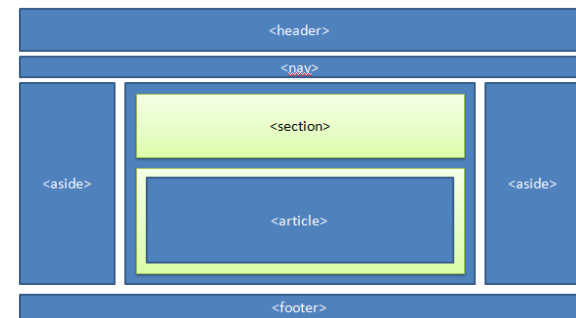 <header>
<nav>
<section>
<aside>
<aside>
<article>
<footer>